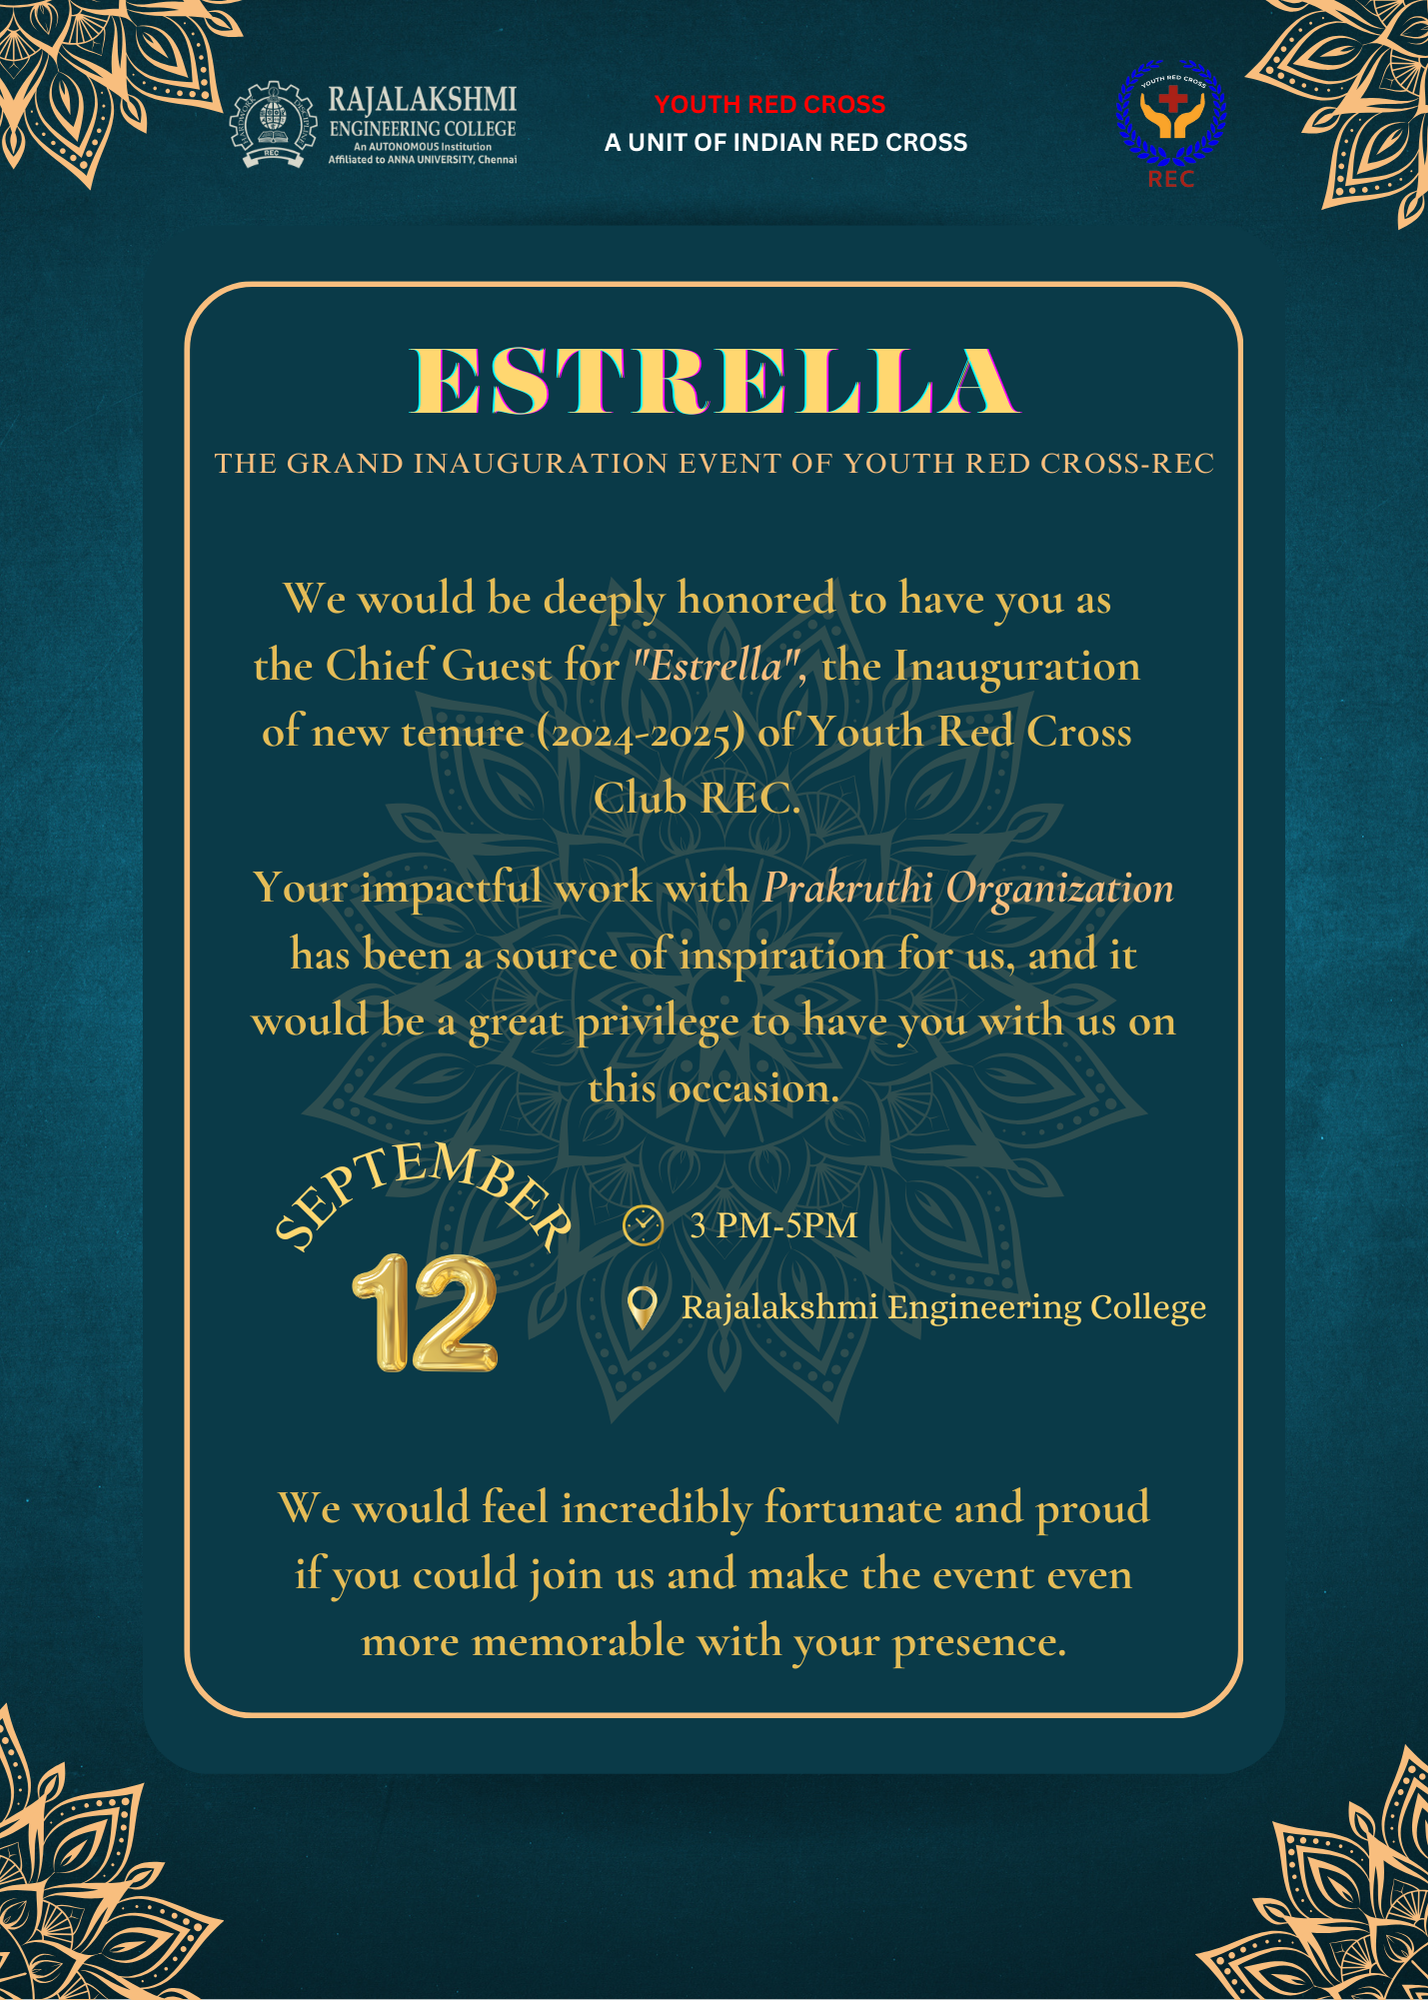 RAJALAKSHMI
ENGINEERING COLLEGE
An AUTONOMOUS Institution
Affiliated to ANNA UNIVERSITY, Chennai
REC
YOUTH RED CROSS
A UNIT OF INDIAN RED CROSS
YOUTH RED CROSS
REC
ESTRELLA
THE GRAND INAUGURATION EVENT OF YOUTH RED CROSS-REC
We would be deeply honored to have you as
the Chief Guest for "Estrella", the Inauguration
of new tenure (2024-2025) of Youth Red Cross
Club REC.
Your impactful work with Prakruthi Organization
has been a source of inspiration for us, and it
would be a great privilege to have you with us on
this occasion.
SEPTEMBER
12
3 PM-5PM
Rajalakshmi Engineering College
We would feel incredibly fortunate and proud
if you could join us and make the event even
more memorable with your presence.